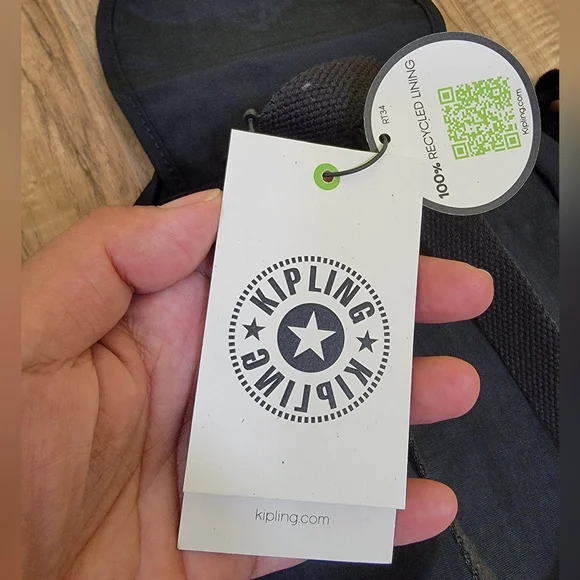 100% RECYCLED LINING
RT34
Kipling.com
KIPLING
KIPLING
kipling.com